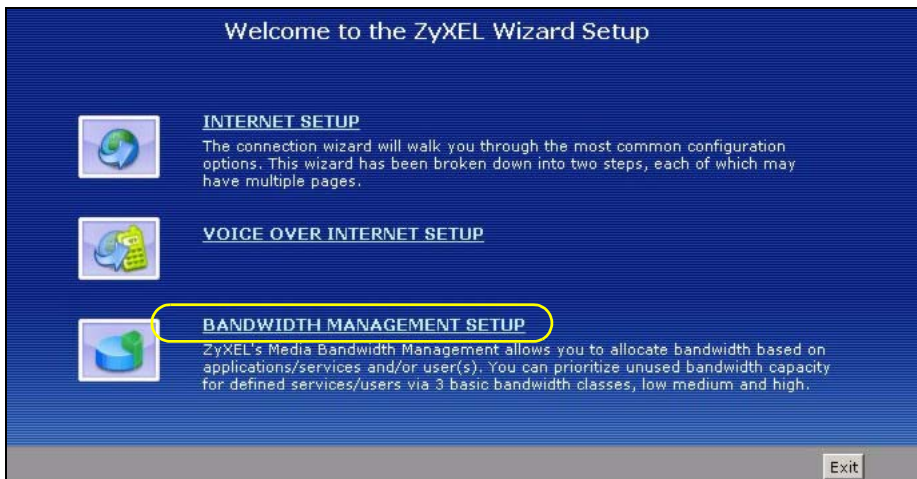 Welcome to the ZyXEL Wizard Setup
INTERNET SETUP
The connection wizard will walk you through the most common configuration
options. This wizard has been broken down into two steps, each of which may
have multiple pages.
VOICE OVER INTERNET SETUP
BANDWIDTH MANAGEMENT SETUP
ZyXEL's Media Bandwidth Management allows you to allocate bandwidth based on
applications/services and/or user(s). You can prioritize unused bandwidth capacity
for defined services/users via 3 basic bandwidth classes, low medium and high.
Exit